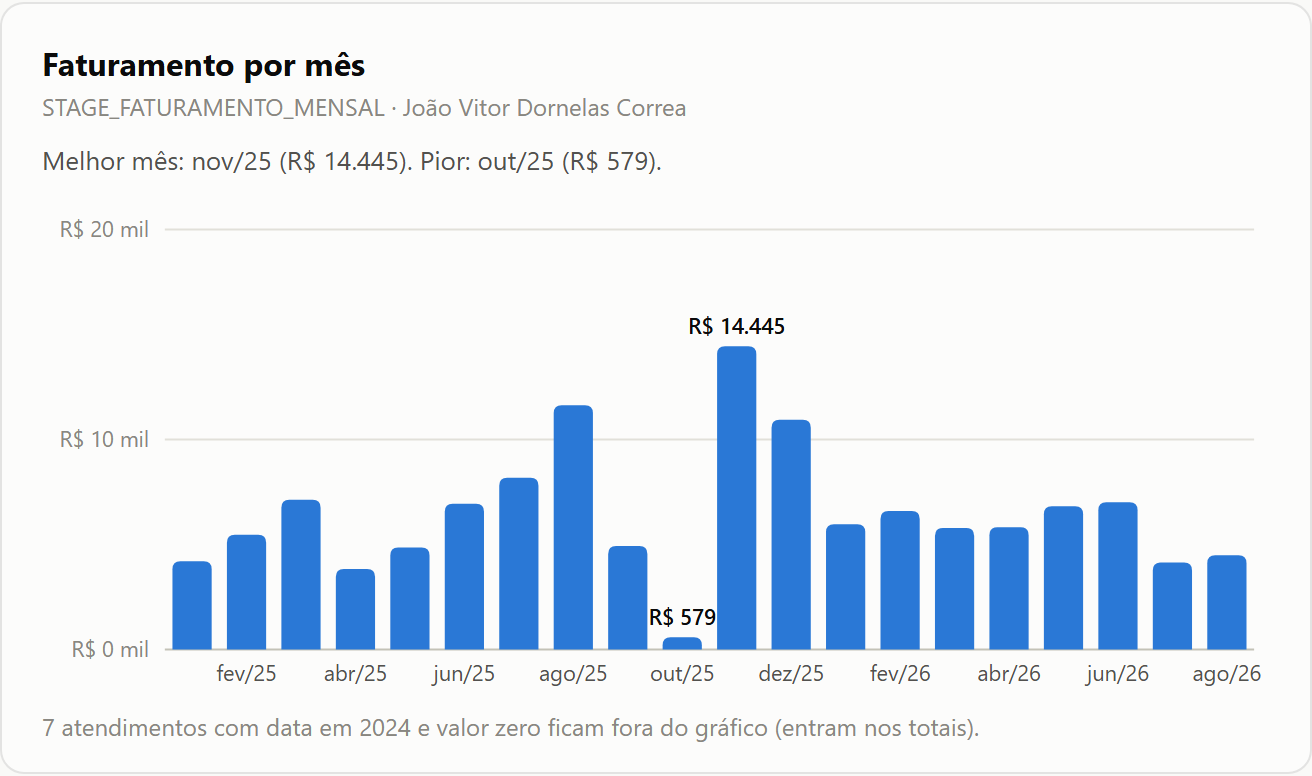 Faturamento por mês
STAGE_FATURAMENTO_MENSAL · João Vitor Dornelas Correa
Melhor mês: nov/25 (R$ 14.445). Pior: out/25 (R$ 579).
R$ 20 mil
R$ 14.445
R$ 10 mil
R$ 579
R$ 0 mil
fev/25 abr/25 jun/25 ago/25 out/25 dez/25 fev/26 abr/26 jun/26 ago/26
7 atendimentos com data em 2024 e valor zero ficam fora do gráfico (entram nos totais).